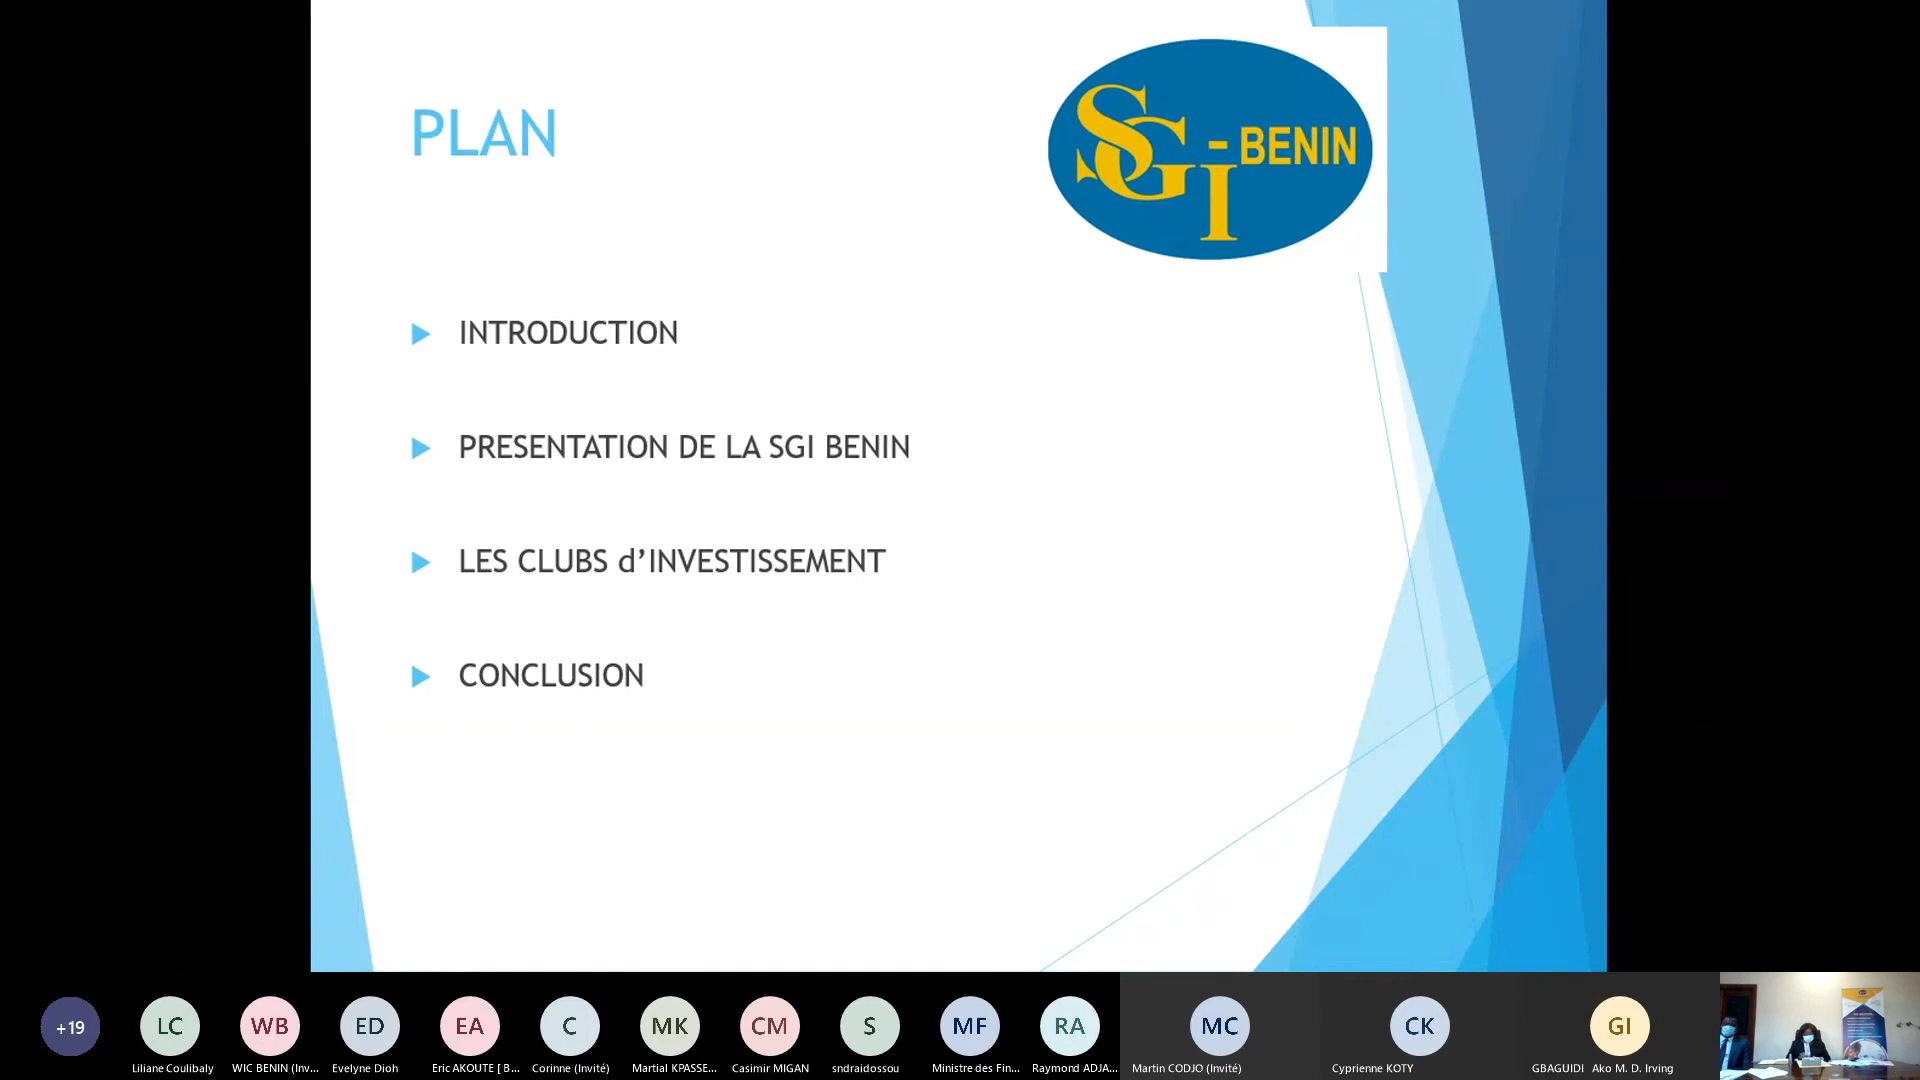 PLAN
SGI-BENIN
INTRODUCTION
PRESENTATION DE LA SGI BENIN
LES CLUBS d’INVESTISSEMENT
CONCLUSION
+19
LC
WB
ED
EA
C
MK
CM
S
MF
RA
MC
CK
GI
Liliane Coulibaly
WIC BENIN (Inv...
Evelyne Dioh
Eric AKOUTE [ B...
Corinne (Invité)
Martial KPASSE...
Casimir MIGAN
sndraidossou
Ministre des Fin...
Raymond ADJA...
Martin CODJO (Invité)
Cyprienne KOTY
GBAGUIDI Ako M. D. Irving